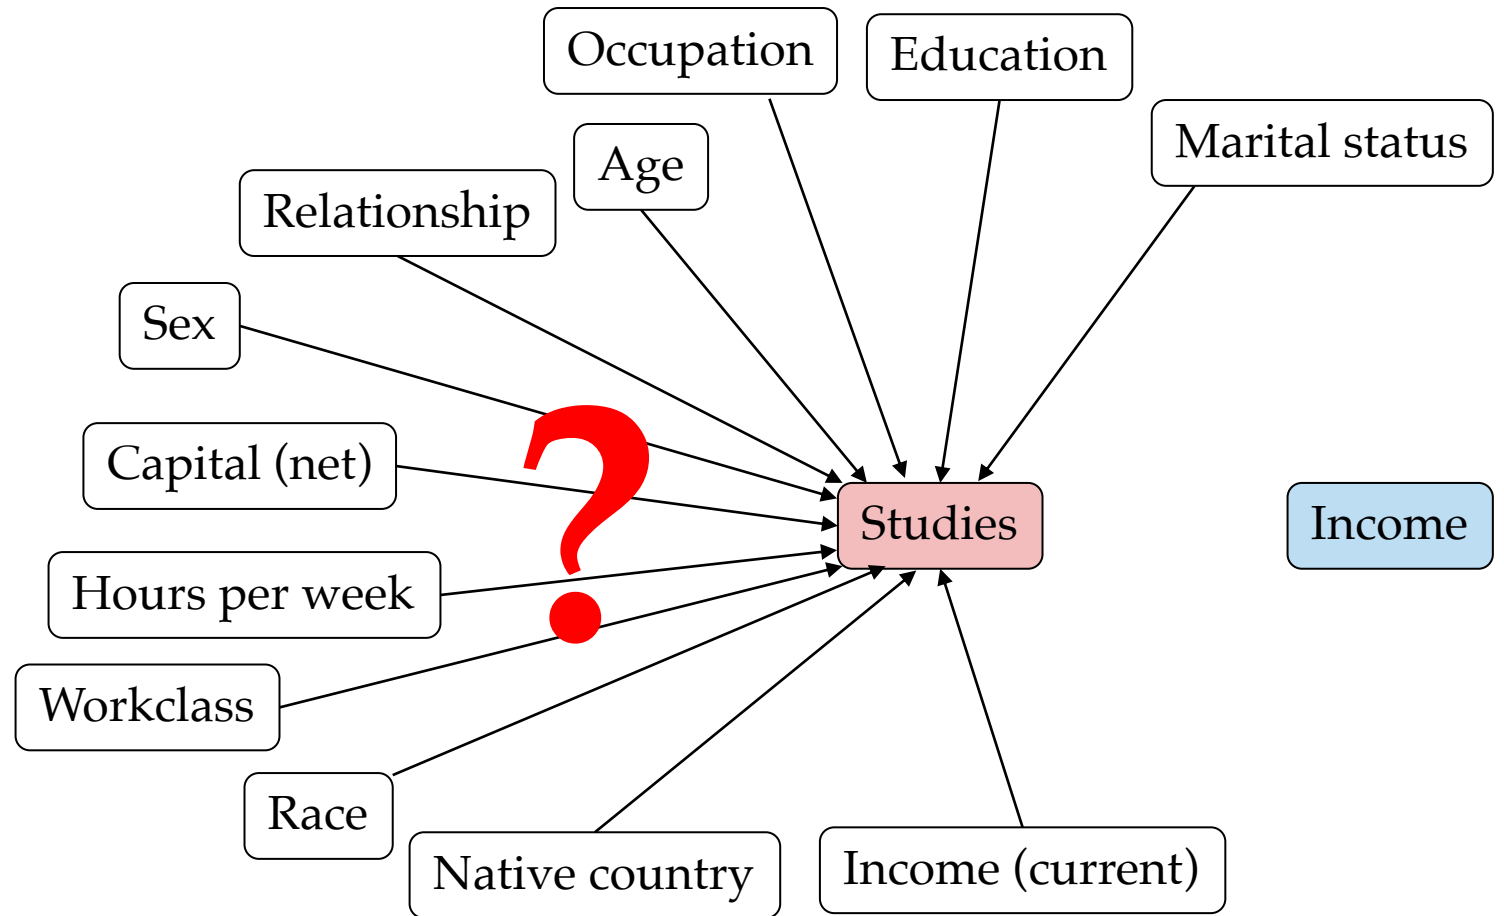 Occupation
Education
Marital status
Age
Relationship
Sex
Capital (net)
?
Studies
Income
Hours per week
Workclass
Race
Native country
Income (current)